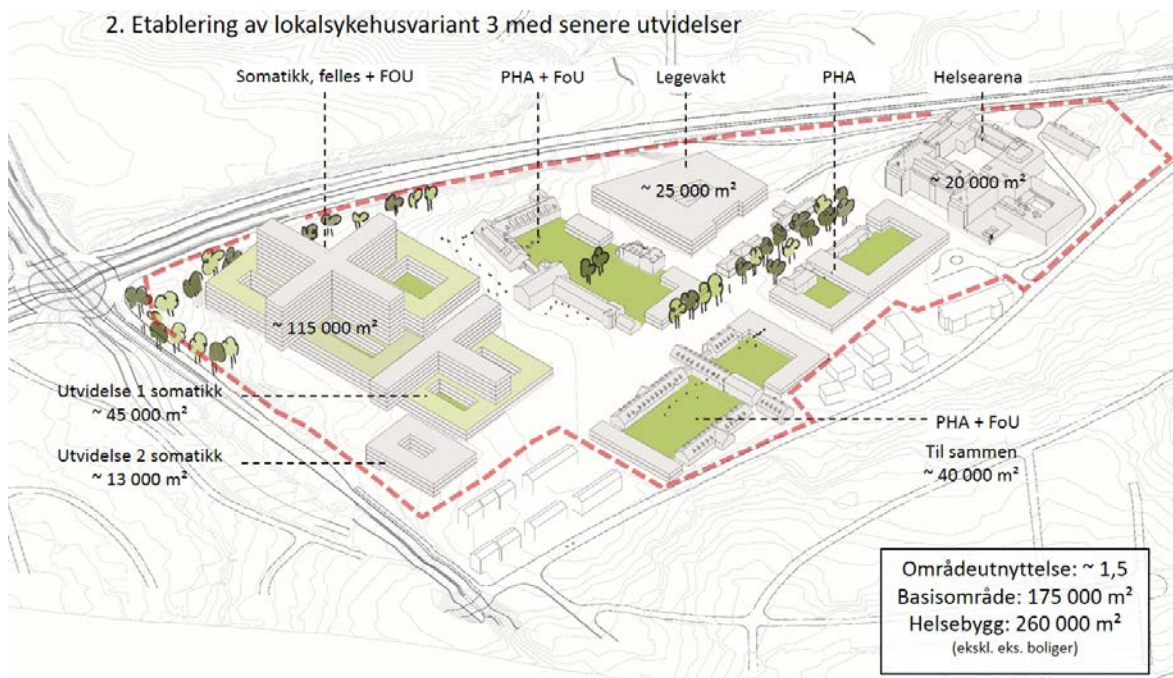 2. Etablering av lokalsykehusvariant 3 med senere utvidelser
Somatikk, felles + FOU
PHA + FoU
Legevakt
PHA
Helsearena
~ 25 000 m²
~ 20 000 m²
~ 115 000 m²
Utvidelse 1 somatikk
~ 45 000 m²
Utvidelse 2 somatikk
~ 13 000 m²
PHA + FoU
Til sammen
~ 40 000 m²
Områdeutnyttelse: ~ 1,5
Basisområde: 175 000 m²
Helsebygg: 260 000 m²
(ekskl. eks. boliger)